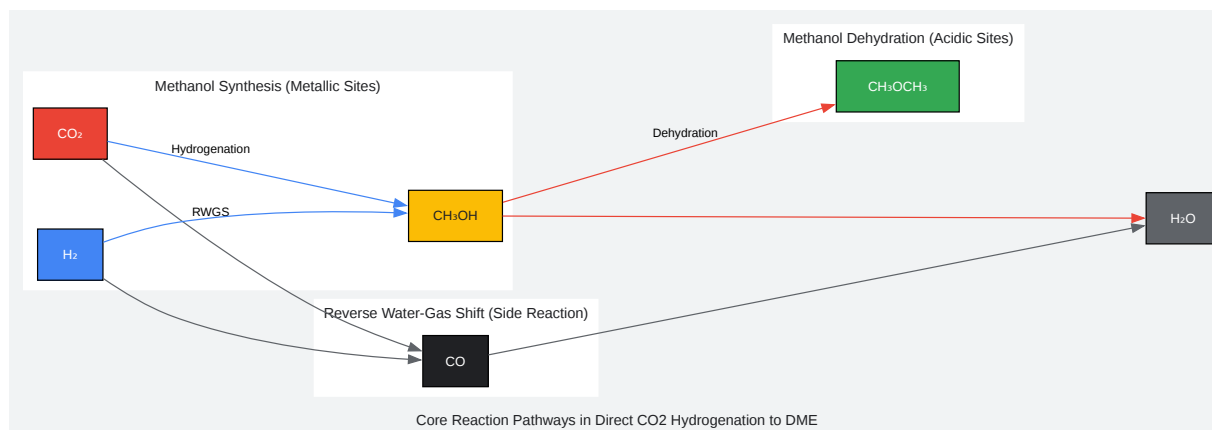 Methanol Dehydration (Acidic Sites)
CH₃OCH₃
Methanol Synthesis (Metallic Sites)
CO₂
Hydrogenation
Dehydration
RWGS
CH₃OH
H₂O
H₂
Reverse Water-Gas Shift (Side Reaction)
CO
Core Reaction Pathways in Direct CO2 Hydrogenation to DME